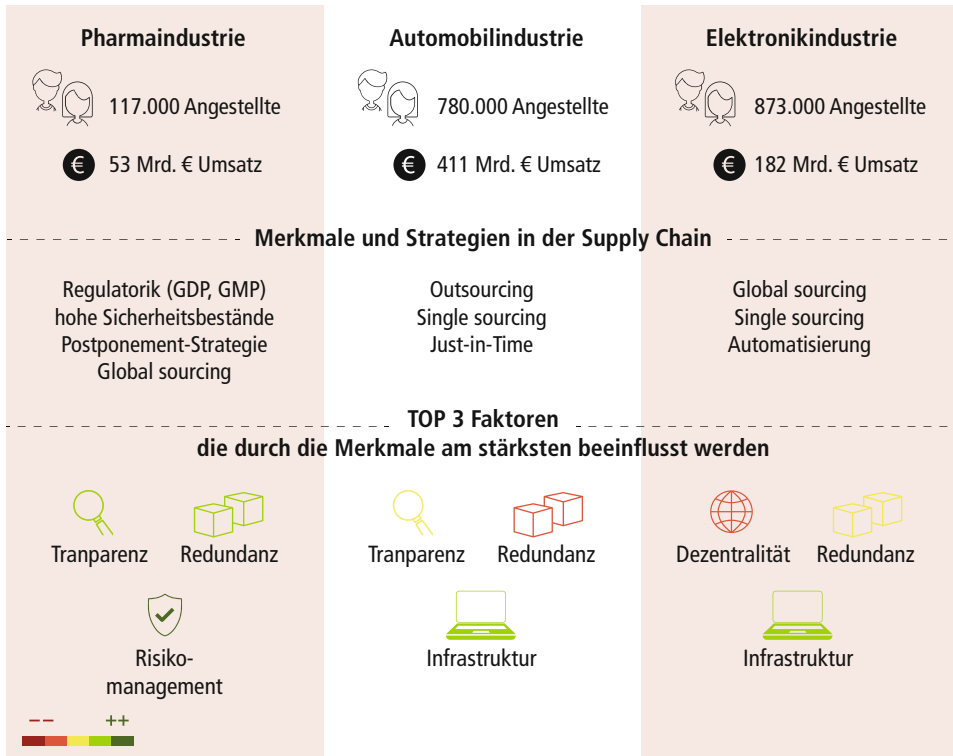 Pharmaindustrie
117.000 Angestellte
€ 53 Mrd. € Umsatz
Automobilindustrie
780.000 Angestellte
€ 411 Mrd. € Umsatz
Elektronikindustrie
873.000 Angestellte
€ 182 Mrd. € Umsatz
Merkmale und Strategien in der Supply Chain
Regulatorik (GDP, GMP)
hohe Sicherheitsbestände
Postponement-Strategie
Global sourcing
Outsourcing
Single sourcing
Just-in-Time
Global sourcing
Single sourcing
Automatisierung
TOP 3 Faktoren
die durch die Merkmale am stärksten beeinflusst werden
Tranparenz Redundanz
Risiko-
management
Tranparenz Redundanz
Infrastruktur
Dezentralität Redundanz
Infrastruktur
−− ++